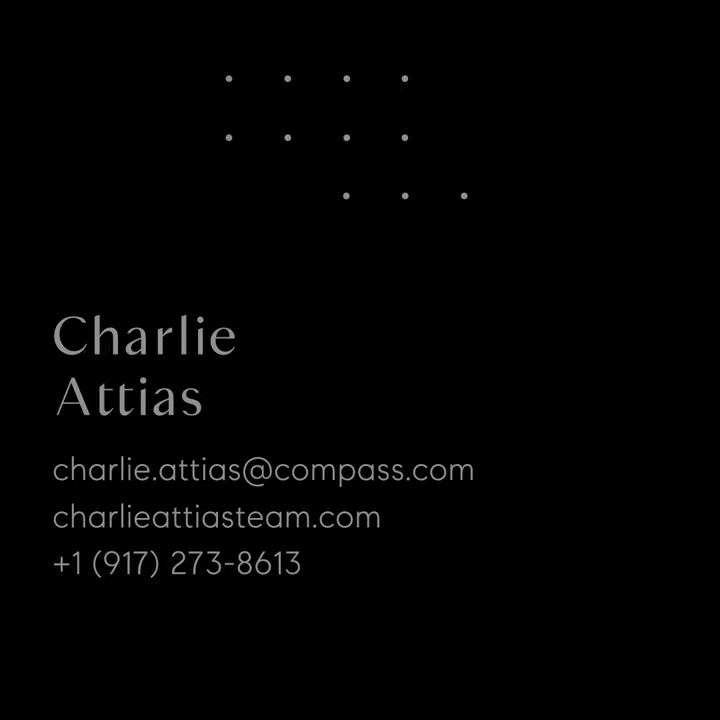 Charlie
Attias
charlie.attias@compass.com
charlieattiasteam.com
+1 (917) 273-8613